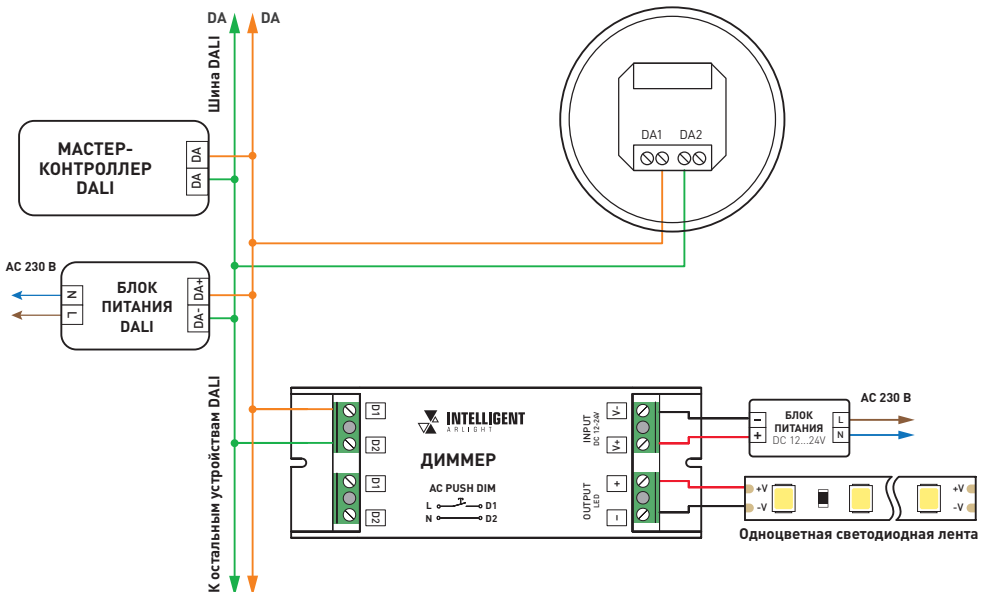 DA
DA
Шина DALI
МАСТЕР-
КОНТРОЛЛЕР
DALI
DA
DA
DA1
DA2
AC 230 В
N
L
БЛОК
ПИТАНИЯ
DALI
DA+
DA-
К остальным устройствам DALI
D1
D2
D1
D2
INTELLIGENT
ARLIGHT
ДИММЕР
AC PUSH DIM
L
D1
N
D2
INPUT
DC 12-24V
V-
V+
OUTPUT
LED
+
-
-
+
БЛОК
ПИТАНИЯ
DC 12...24V
L
N
AC 230 В
+V
-V
+V
-V
Одноцветная светодиодная лента